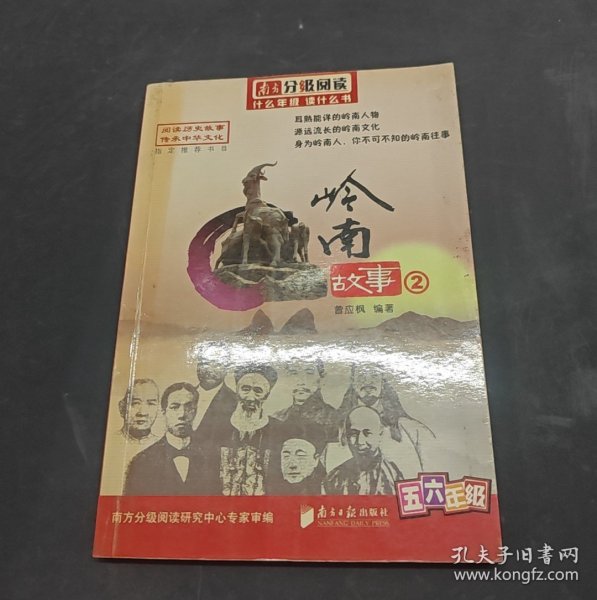 南方分级阅读
什么年级 读什么书
阅读历史故事
传承中华文化
指定推荐书目
耳熟能详的岭南人物
源远流长的岭南文化
身为岭南人，你不可不知的岭南往事
岭南
故事②
曾应枫 编著
五六年级
南方分级阅读研究中心专家审编
南方日报出版社
NANFANG DAILY PRESS
孔夫子旧书网
www.kongfz.com